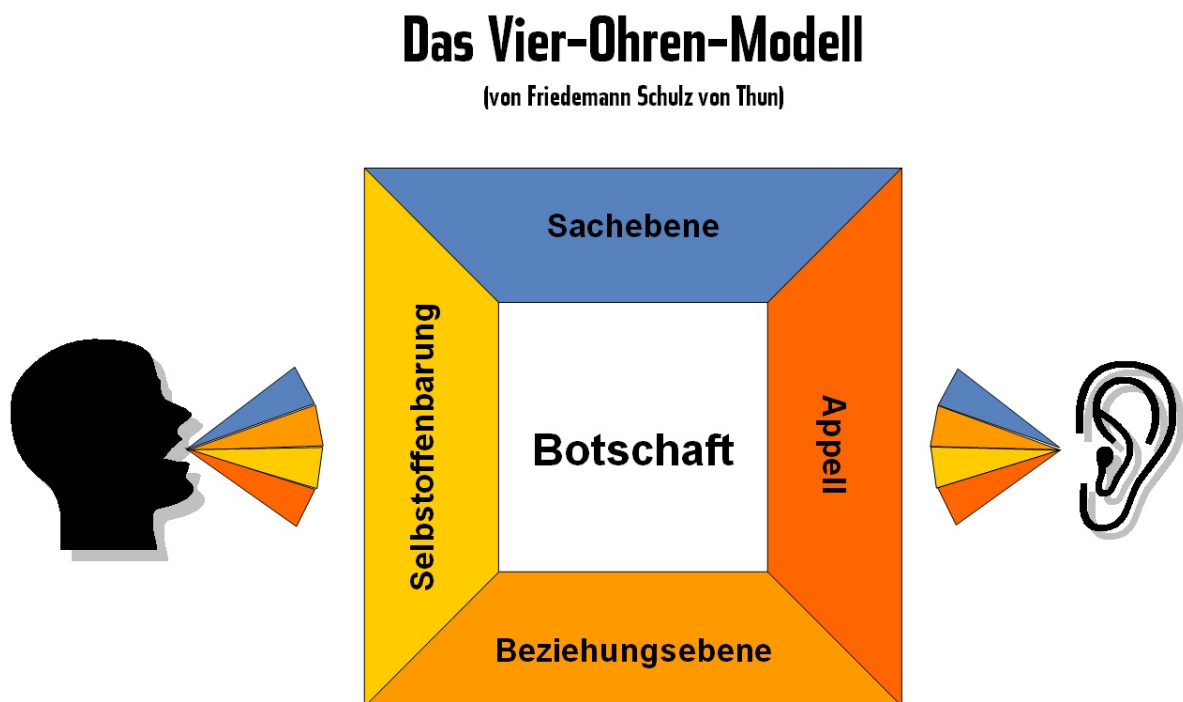 Das Vier-Ohren-Modell
(von Friedemann Schulz von Thun)
Sachebene
Selbstoffenbarung
Botschaft
Appell
Beziehungsebene